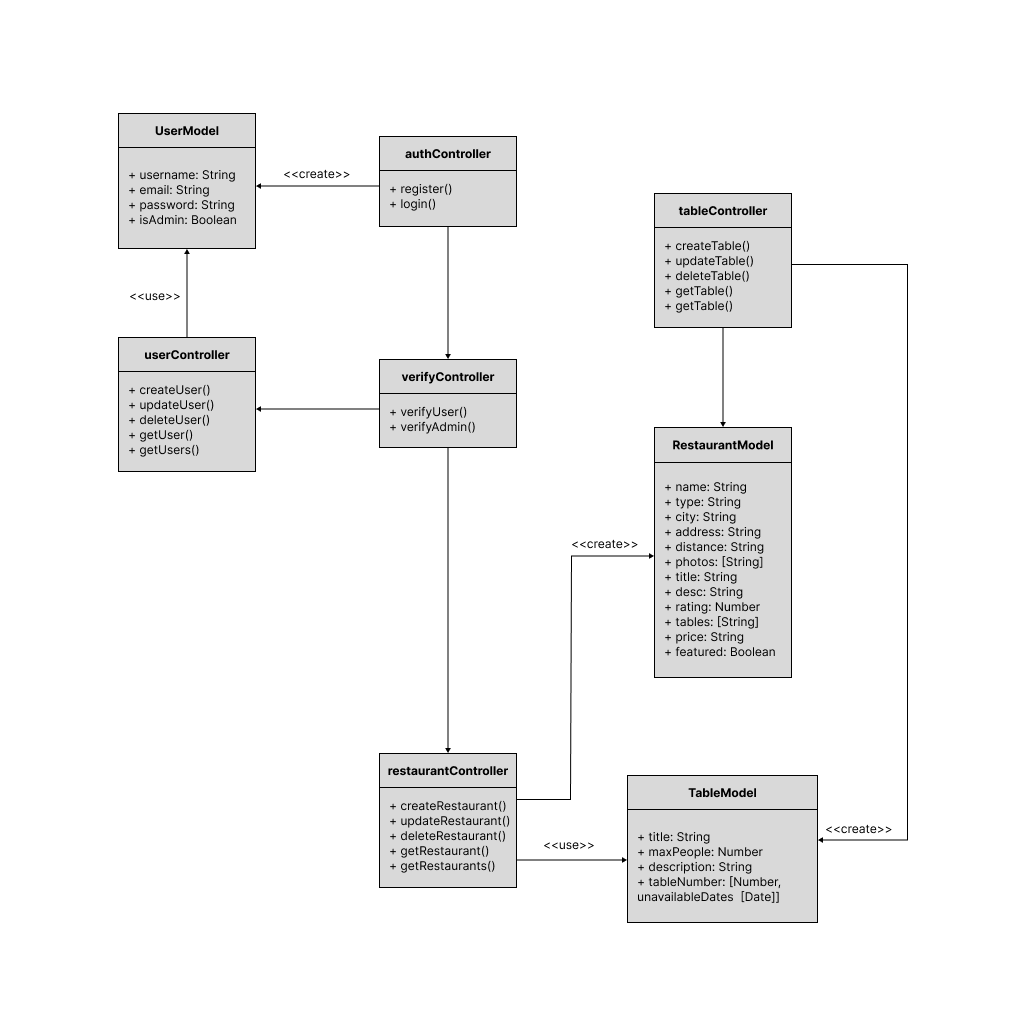 UserModel
+ username: String
+ email: String
+ password: String
+ isAdmin: Boolean
<<create>>
authController
+ register()
+ login()
<<use>>
userController
+ createUser()
+ updateUser()
+ deleteUser()
+ getUser()
+ getUsers()
verifyController
+ verifyUser()
+ verifyAdmin()
tableController
+ createTable()
+ updateTable()
+ deleteTable()
+ getTable()
+ getTable()
RestaurantModel
+ name: String
+ type: String
+ city: String
+ address: String
+ distance: String
+ photos: [String]
+ title: String
+ desc: String
+ rating: Number
+ tables: [String]
+ price: String
+ featured: Boolean
<<create>>
restaurantController
+ createRestaurant()
+ updateRestaurant()
+ deleteRestaurant()
+ getRestaurant()
+ getRestaurants()
<<use>>
TableModel
+ title: String
+ maxPeople: Number
+ description: String
+ tableNumber: [Number,
unavailableDates  [Date]]
<<create>>